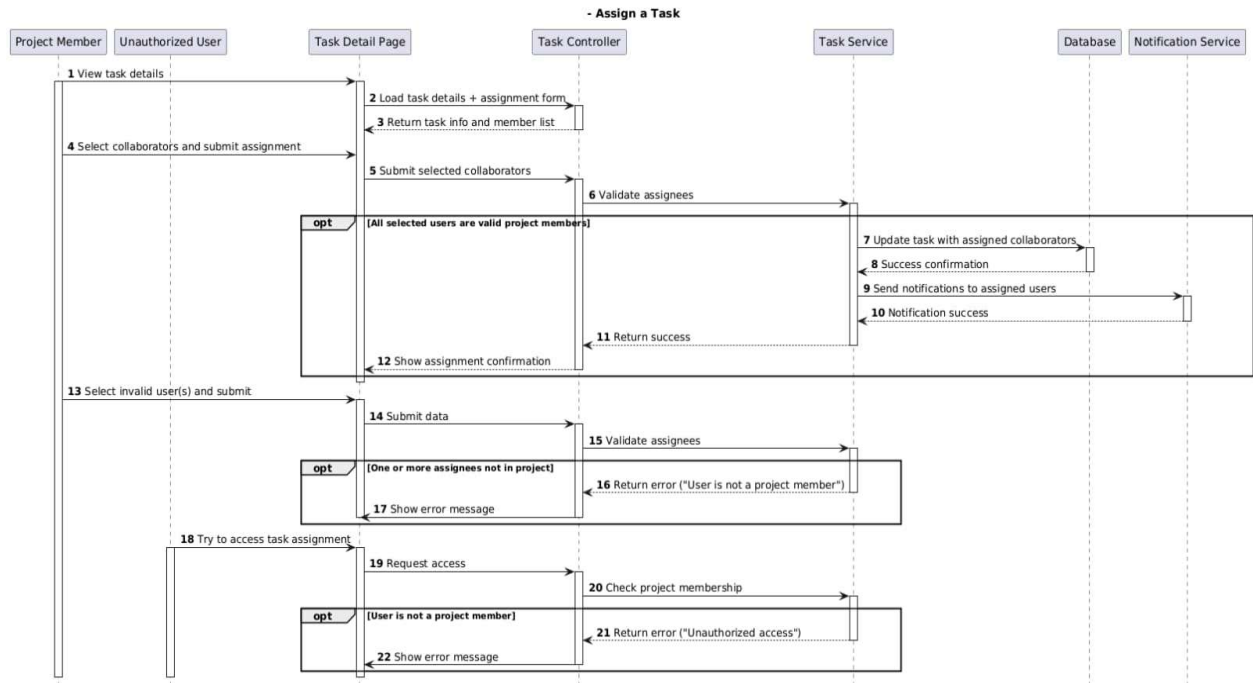 - Assign a Task
Project Member Unauthorized User Task Detail Page Task Controller Task Service Database Notification Service
1 View task details
2 Load task details + assignment form
3 Return task info and member list
4 Select collaborators and submit assignment
5 Submit selected collaborators
6 Validate assignees
opt [All selected users are valid project members]
7 Update task with assigned collaborators
8 Success confirmation
9 Send notifications to assigned users
10 Notification success
11 Return success
12 Show assignment confirmation
13 Select invalid user(s) and submit
14 Submit data
15 Validate assignees
opt [One or more assignees not in project]
16 Return error ("User is not a project member")
17 Show error message
18 Try to access task assignment
19 Request access
20 Check project membership
opt [User is not a project member]
21 Return error ("Unauthorized access")
22 Show error message